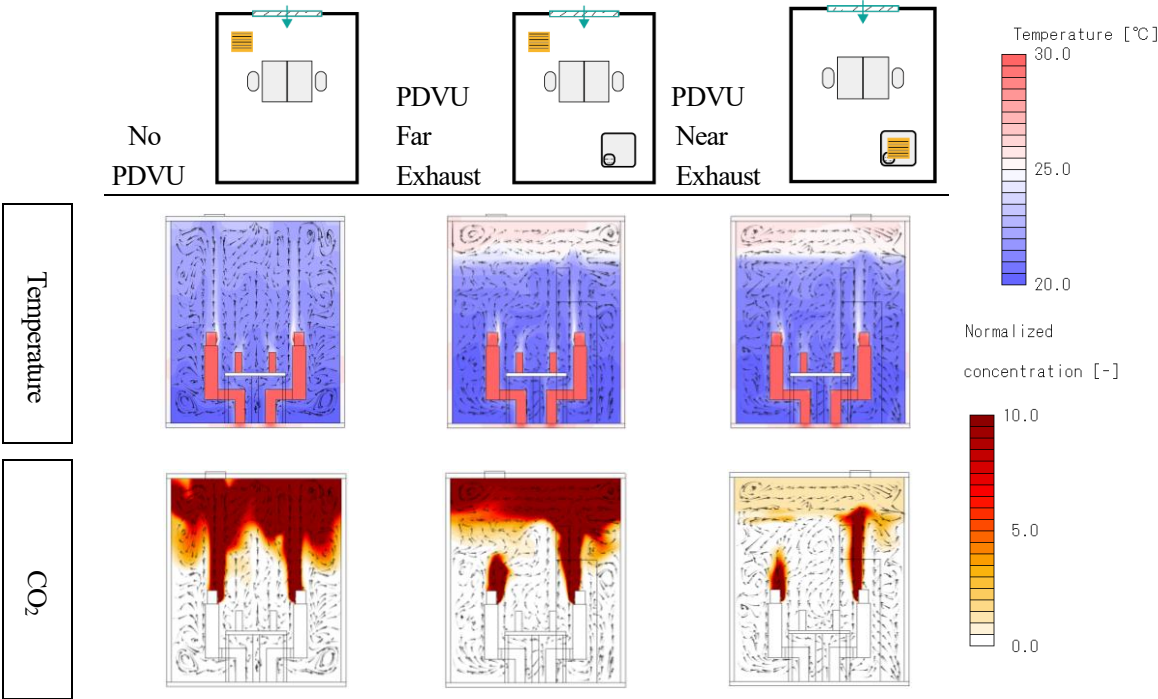 No
PDVU
PDVU
Far
Exhaust
PDVU
Near
Exhaust
Temperature [℃]
30.0
25.0
20.0
Temperature
Normalized
concentration [-]
10.0
5.0
0.0
CO₂